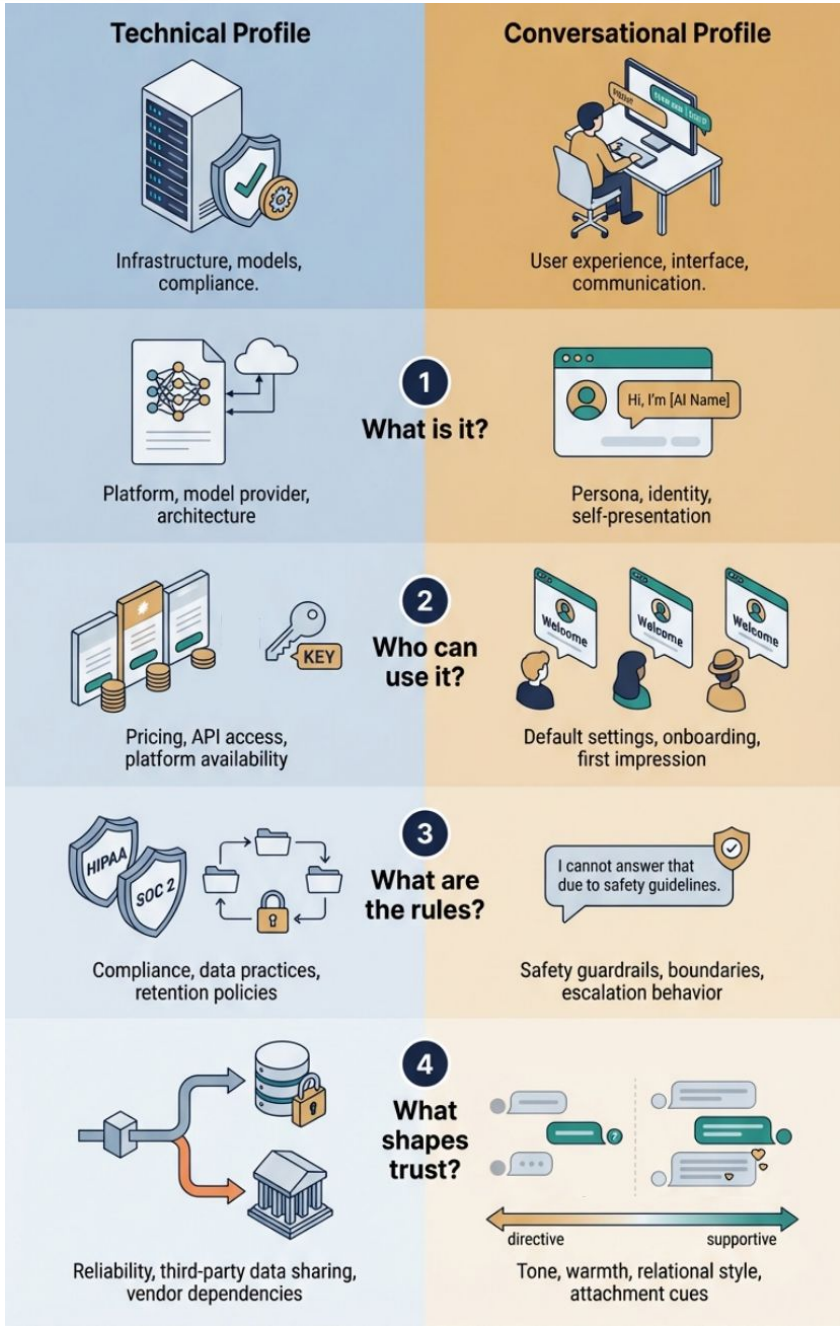 Technical Profile
Conversational Profile
Infrastructure, models,
compliance.
User experience, interface,
communication.
1
What is it?
Hi, I'm [AI Name]
Platform, model provider,
architecture
Persona, identity,
self-presentation
2
Who can
use it?
KEY
Welcome
Welcome
Welcome
Pricing, API access,
platform availability
Default settings, onboarding,
first impression
3
What are
the rules?
HIPAA
SOC 2
I cannot answer that
due to safety guidelines.
Compliance, data practices,
retention policies
Safety guardrails, boundaries,
escalation behavior
4
What
shapes
trust?
?
directive
supportive
Reliability, third-party data sharing,
vendor dependencies
Tone, warmth, relational style,
attachment cues